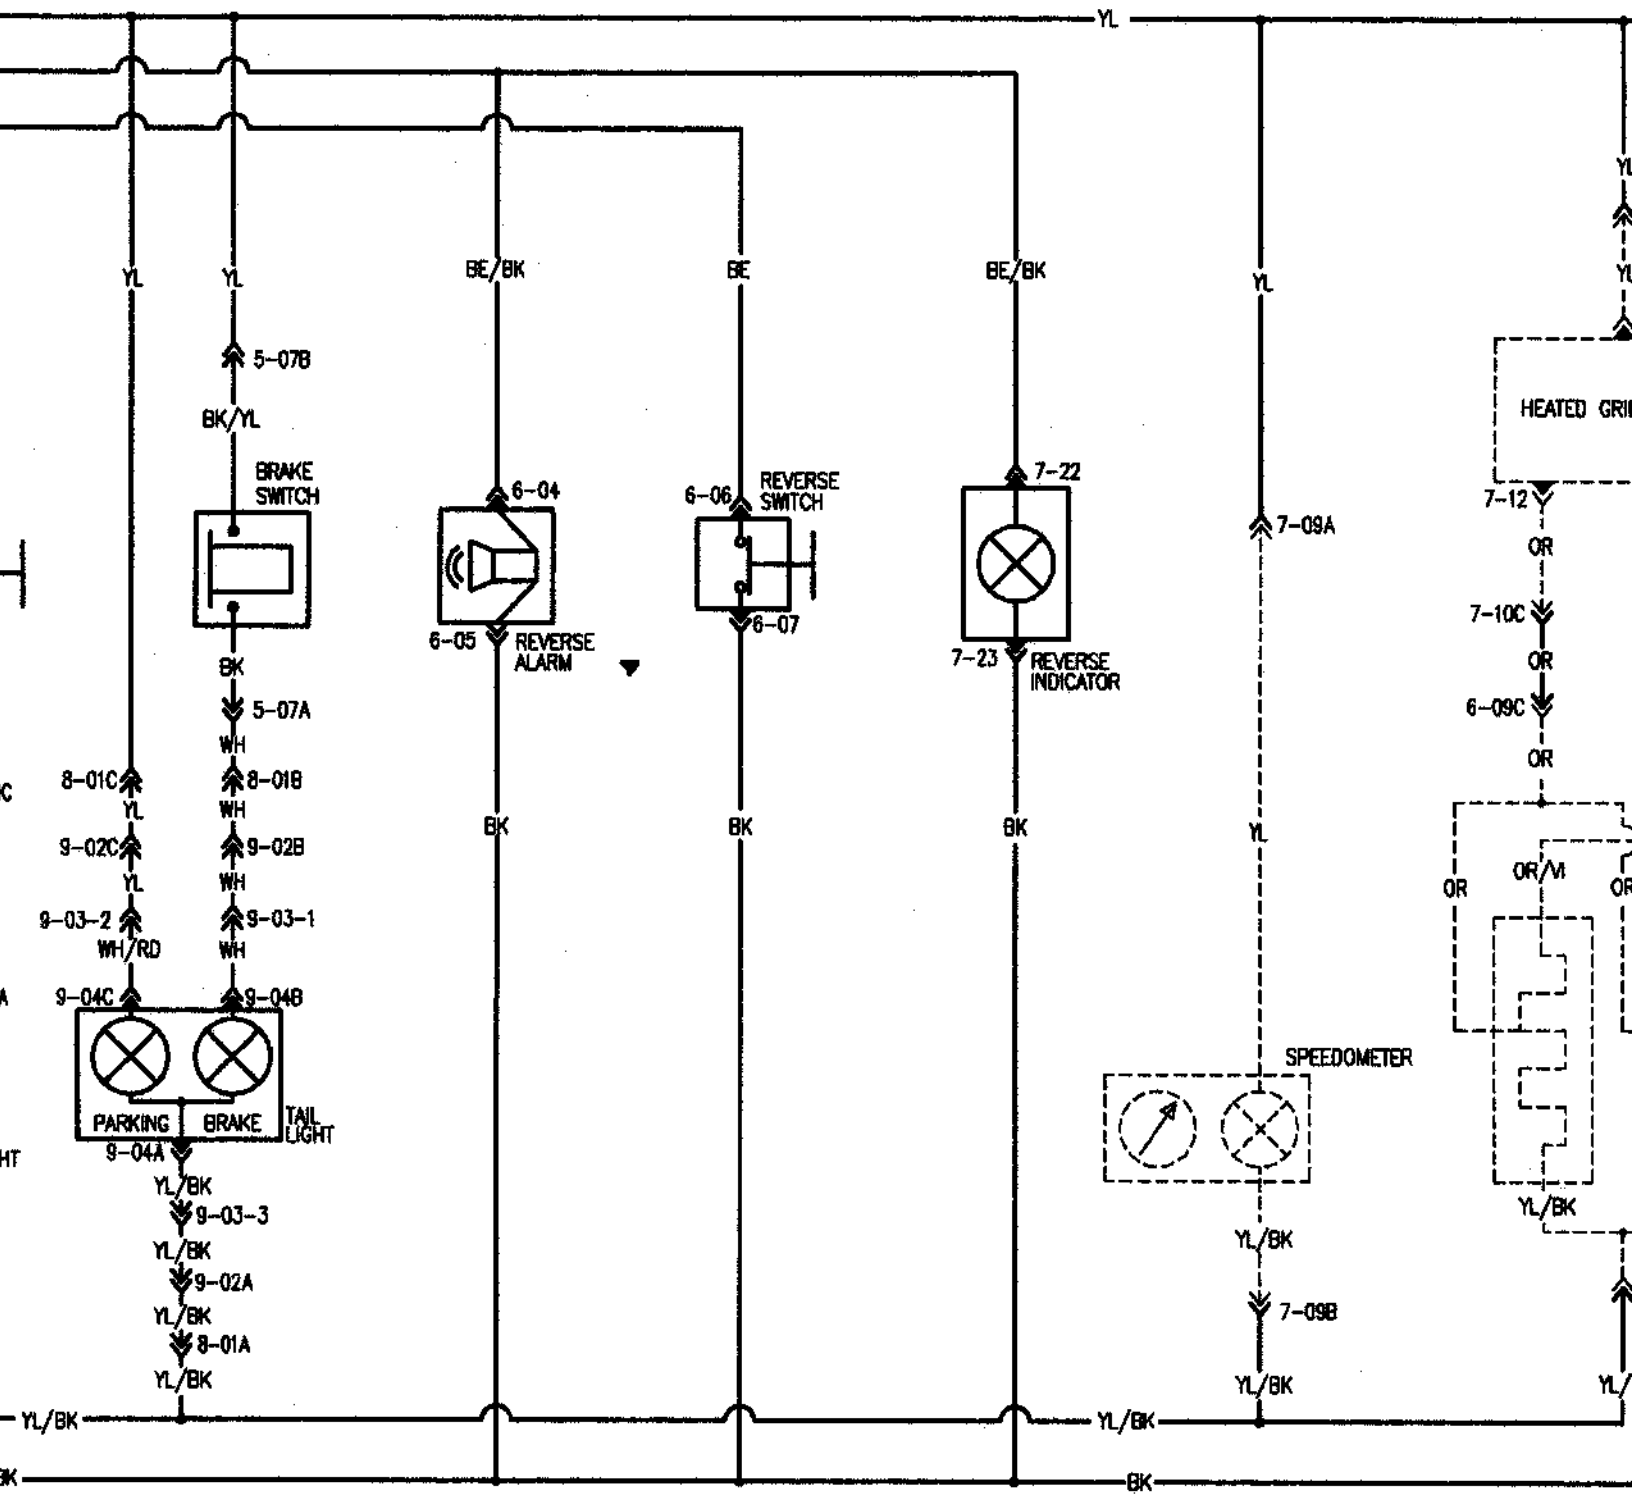 YL
YL
YL
YL
BE/BK
BE
BE/BK
YL
YL
5-07B
BK/YL
BRAKE
SWITCH
HEATED
7-22
6-04
6-06
REVERSE
SWITCH
7-12
7-09A
OR
7-10C
6-07
6-05
REVERSE
ALARM
7-23
REVERSE
INDICATOR
BK
OR
5-07A
6-09C
WH
OR
8-01C
8-01B
YL
WH
BK
BK
BK
YL
9-02C
9-02B
YL
WH
OR/VI
OR
OR
9-03-2
9-03-1
WH/RD
WH
9-04C
9-04B
SPEEDOMETER
PARKING
BRAKE
TAIL
LIGHT
9-04A
YL/BK
9-03-3
YL/BK
YL/BK
YL/BK
9-02A
YL/BK
7-09B
8-01A
YL/BK
YL/BK
YL/
YL/BK
YL/BK
BK
BK